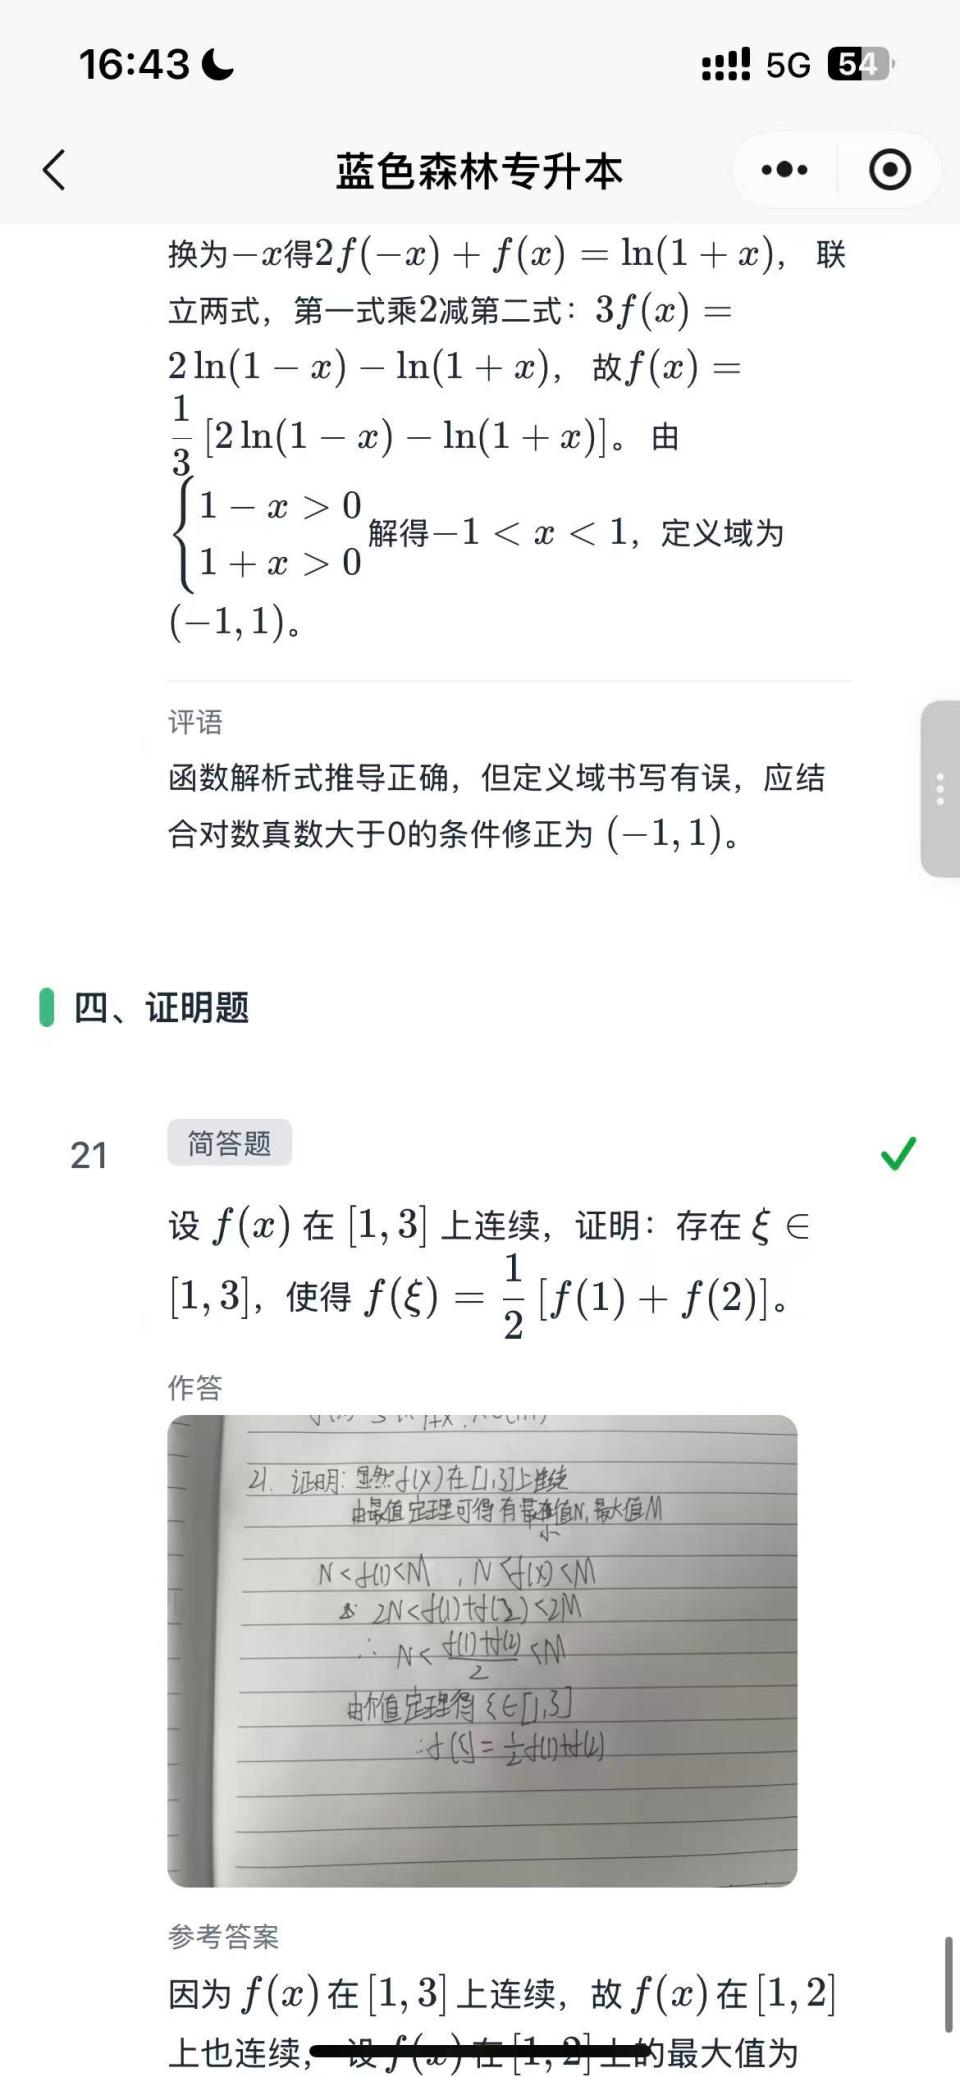 16:43
5G 54
蓝色森林专升本
换为−x得2f(−x) + f(x) = ln(1 + x), 联
立两式，第一式乘2减第二式：3f(x) =
2 ln(1 − x) − ln(1 + x)，故f(x) =
1/3 [2 ln(1 − x) − ln(1 + x)]。由
{1 − x > 0
1 + x > 0 解得−1 < x < 1，定义域为
(−1, 1)。
评语
函数解析式推导正确，但定义域书写有误，应结
合对数真数大于0的条件修正为 (−1, 1)。
四、证明题
21 简答题
设 f(x) 在 [1, 3] 上连续，证明：存在 ξ ∈
[1, 3]，使得 f(ξ) = 1/2 [f(1) + f(2)]。
作答
21. 证明: 显然f(x)在[1,3]上连续
由最值定理可得有最小值N,最大值M
N<f(1)<M , N<f(x)<M
2N<f(1)+f(2)<2M
∴ N< f(1)+f(2)/2 <M
由介值定理得 ξ∈[1,3]
∴f(ξ)=1/2 f(1)+f(2)
参考答案
因为 f(x) 在 [1, 3] 上连续，故 f(x) 在 [1, 2]
上也连续，设 f(x) 在 [1, 2] 上的最大值为